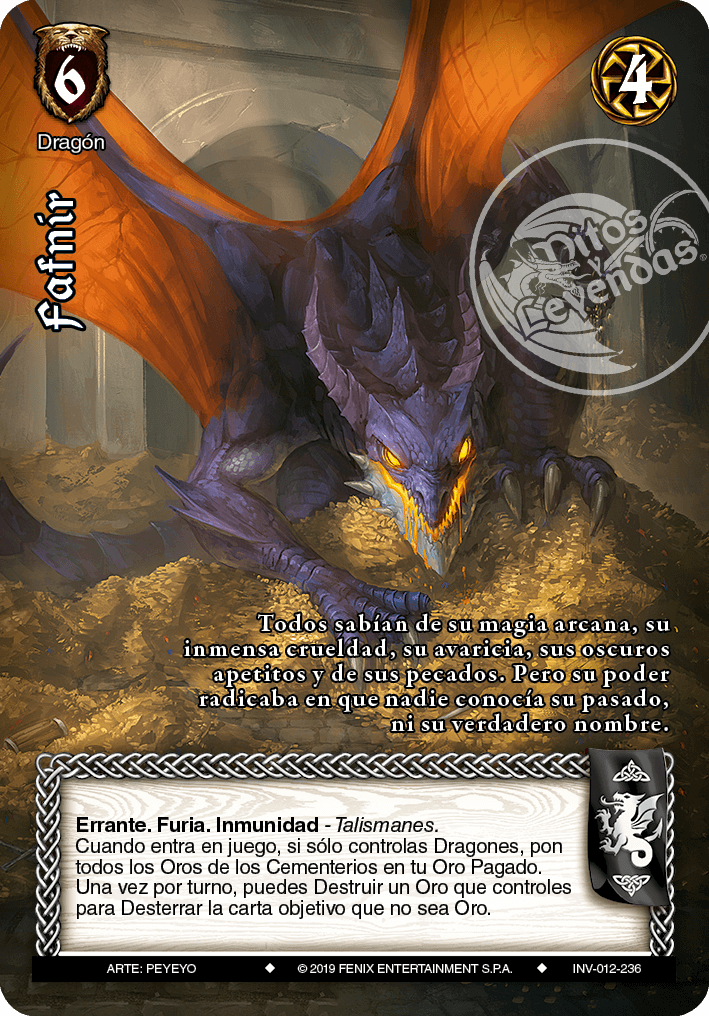 6
4
Dragón
Fafnir
Mitos
y
Leyendas®
Todos sabían de su magia arcana, su
inmensa crueldad, su avaricia, sus oscuros
apetitos y de sus pecados. Pero su poder
radicaba en que nadie conocía su pasado,
ni su verdadero nombre.
Errante. Furia. Inmunidad - Talismanes.
Cuando entra en juego, si sólo controlas Dragones, pon
todos los Oros de los Cementerios en tu Oro Pagado.
Una vez por turno, puedes Destruir un Oro que controles
para Desterrar la carta objetivo que no sea Oro.
ARTE: PEYEYO ◆ © 2019 FENIX ENTERTAINMENT S.P.A. ◆ INV-012-236